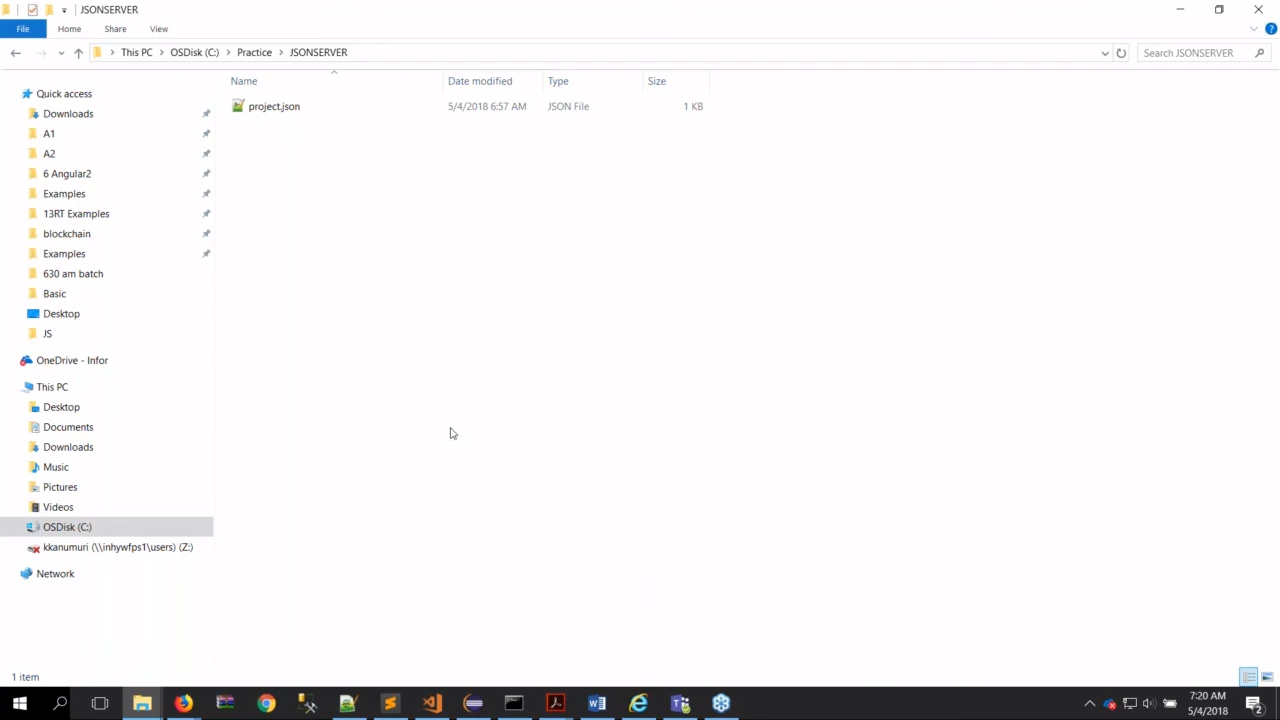 JSONSERVER
File Home Share View
This PC OSDisk (C:) Practice JSONSERVER Search JSONSERVER
Name Date modified Type Size
project.json 5/4/2018 6:57 AM JSON File 1 KB
Quick access
Downloads
A1
A2
6 Angular2
Examples
13RT Examples
blockchain
Examples
630 am batch
Basic
Desktop
JS
OneDrive - Infor
This PC
Desktop
Documents
Downloads
Music
Pictures
Videos
OSDisk (C:)
kkanumuri (\\inhywfps1\users) (Z:)
Network
1 item
7:20 AM
5/4/2018
2